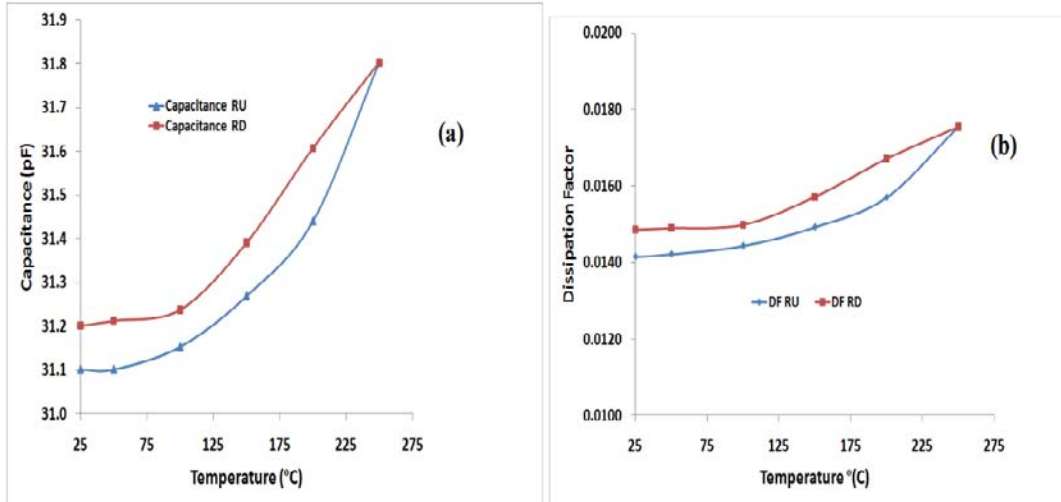 31.9
31.8
31.7
31.6
31.5
31.4
31.3
31.2
31.1
31.0
Capacitance (pF)
Capacitance RU
Capacitance RD
(a)
25 75 125 175 225 275
Temperature (°C)
0.0200
0.0180
0.0160
0.0140
0.0120
0.0100
Dissipation Factor
(b)
DF RU DF RD
25 75 125 175 225 275
Temperature °(C)